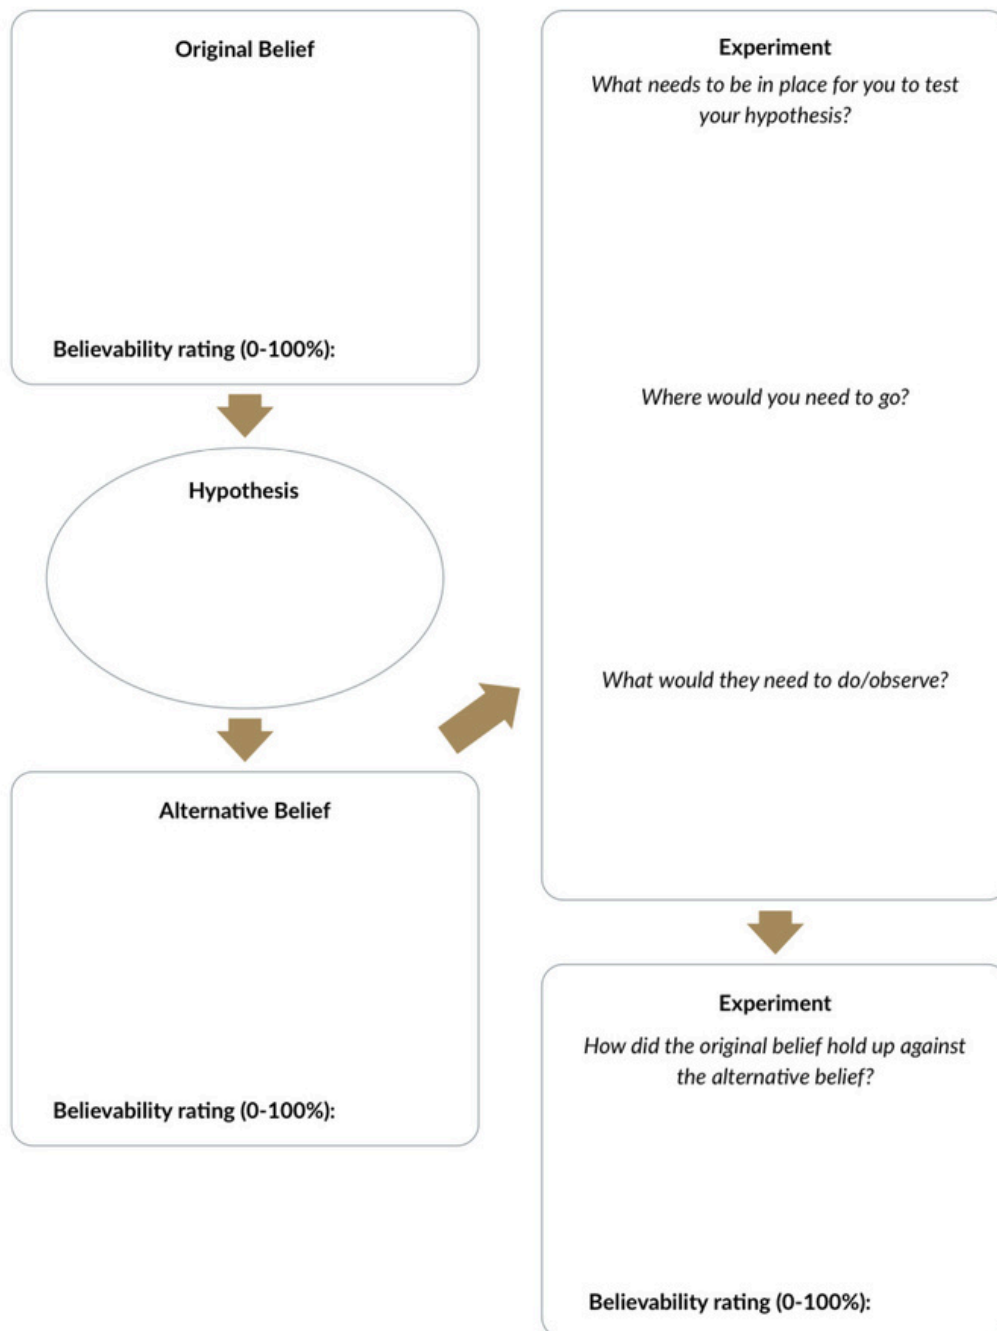 Original Belief
Believability rating (0-100%):
Hypothesis
Alternative Belief
Believability rating (0-100%):
Experiment
What needs to be in place for you to test
your hypothesis?
Where would you need to go?
What would they need to do/observe?
Experiment
How did the original belief hold up against
the alternative belief?
Believability rating (0-100%):